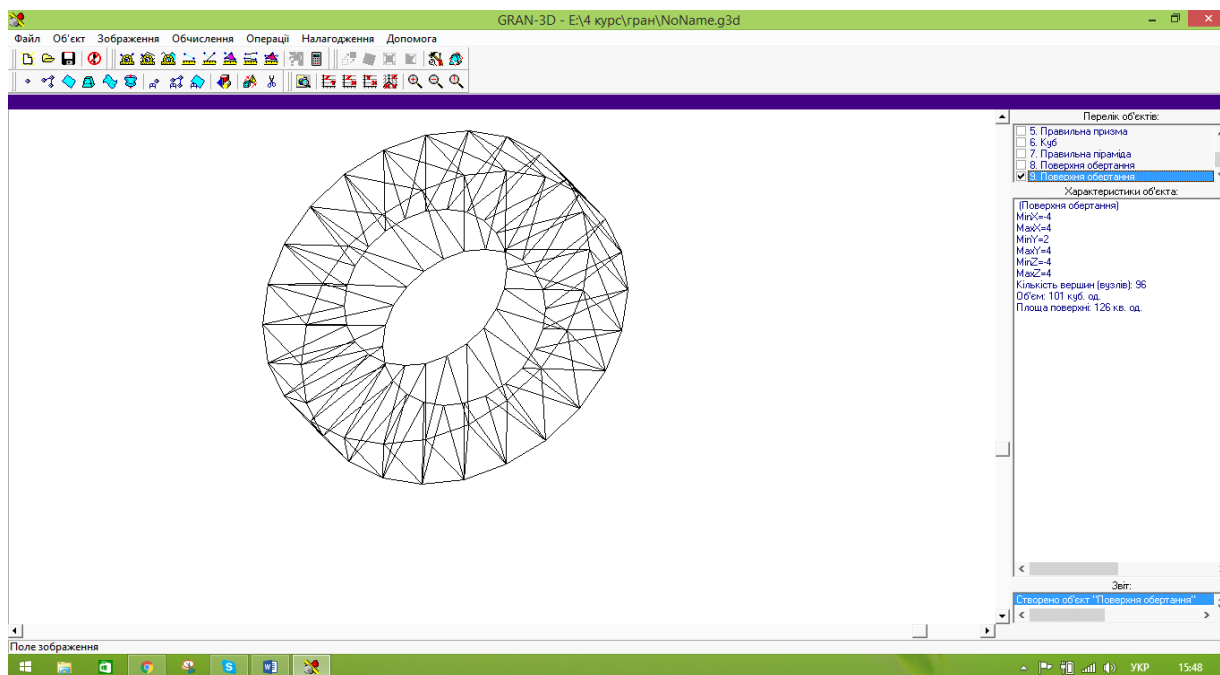 GRAN-3D - E:\4 курс\гран\NoName.g3d
Файл Об'єкт Зображення Обчислення Операції Налагодження Допомога
Перелік об'єктів:
5. Правильна призма
6. Куб
7. Правильна піраміда
8. Поверхня обертання
9. Поверхня обертання
Характеристики об'єкта:
(Поверхня обертання)
MinX=-4
MaxX=4
MinY=2
MaxY=4
MinZ=-4
MaxZ=4
Кількість вершин (вузлів): 96
Об'єм: 101 куб. од.
Площа поверхні: 126 кв. од.
Звіт:
Створено об'єкт "Поверхня обертання"
Поле зображення
УКР 15:48